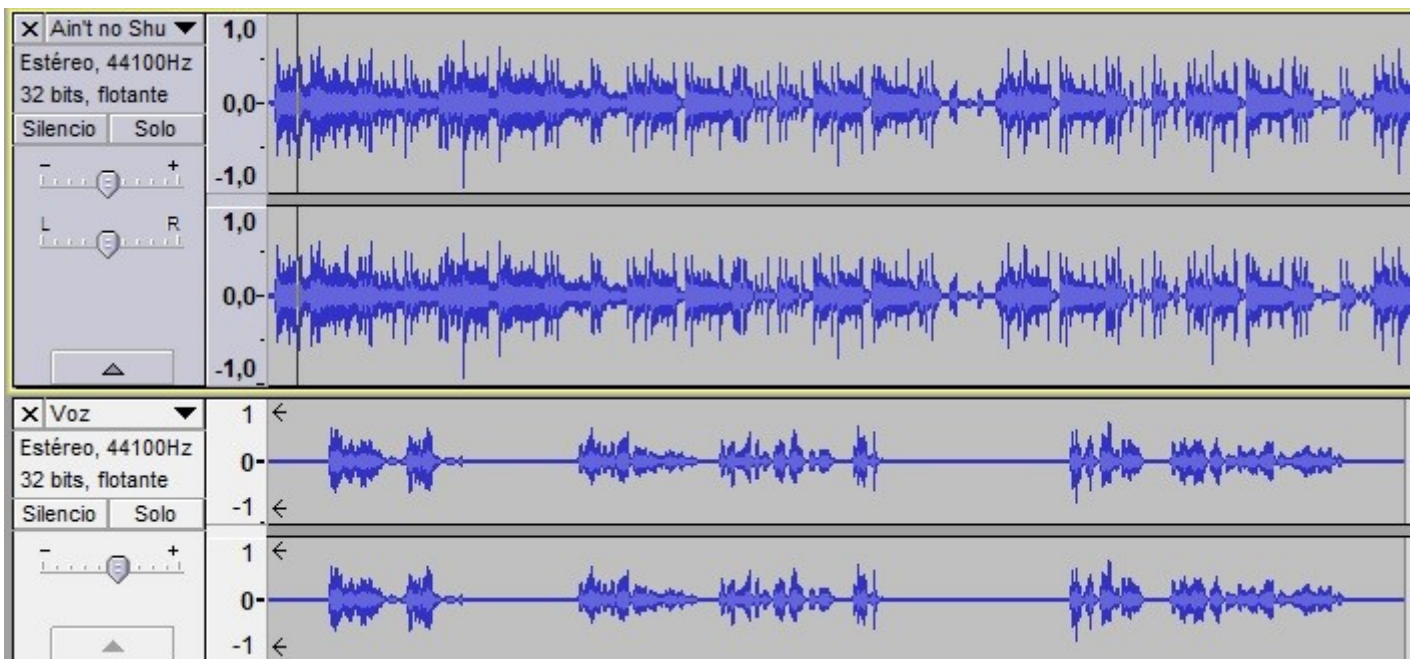 X Ain't no Shu ▼
Estéreo, 44100Hz
32 bits, flotante
Silencio Solo
- +
L R
1,0
0,0-
-1,0
1,0
0,0-
-1,0
X Voz ▼
Estéreo, 44100Hz
32 bits, flotante
Silencio Solo
- +
1
0-
-1
1
0-
-1